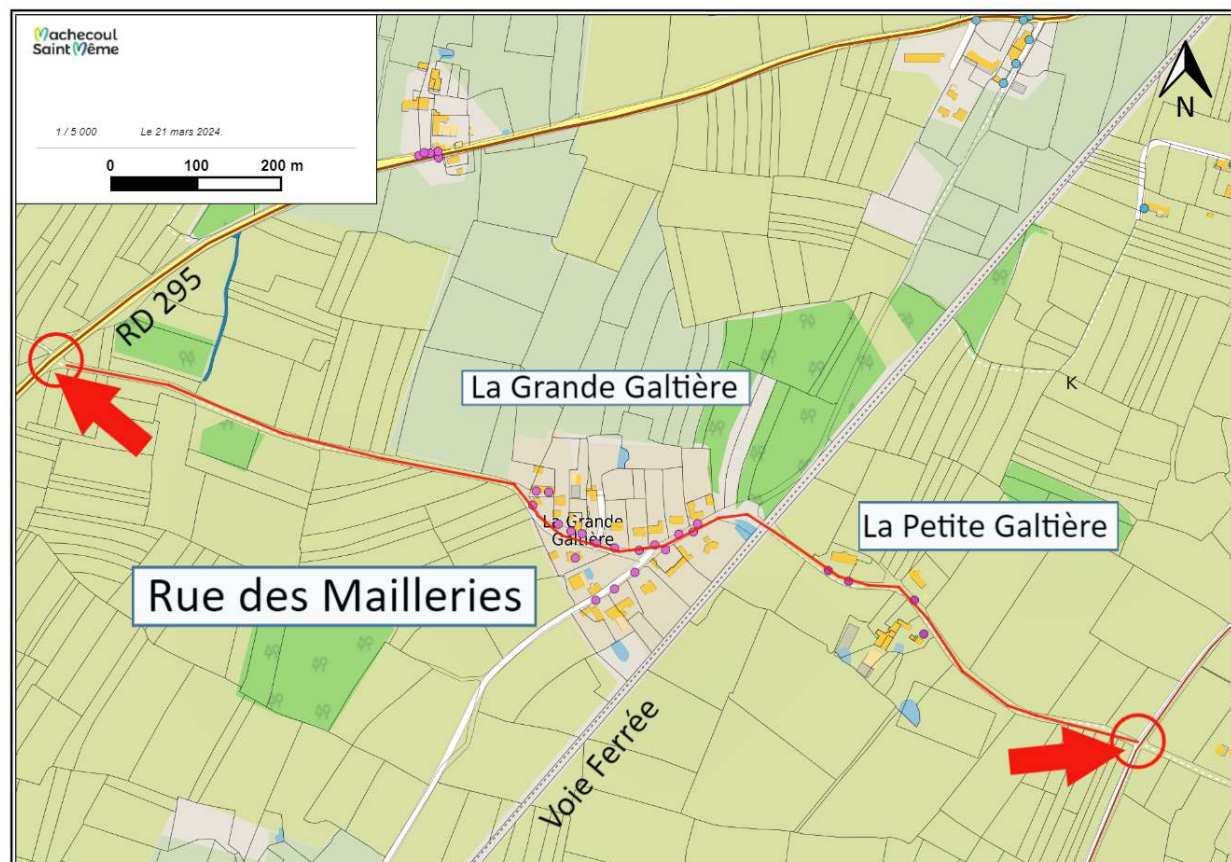 Machecoul
Saint Même
1 / 5 000
Le 21 mars 2024.
0 100 200 m
N
RD 295
K
La Grande Galtière
La Petite Galtière
La Grande
Galtière
Rue des Mailleries
Voie Ferrée